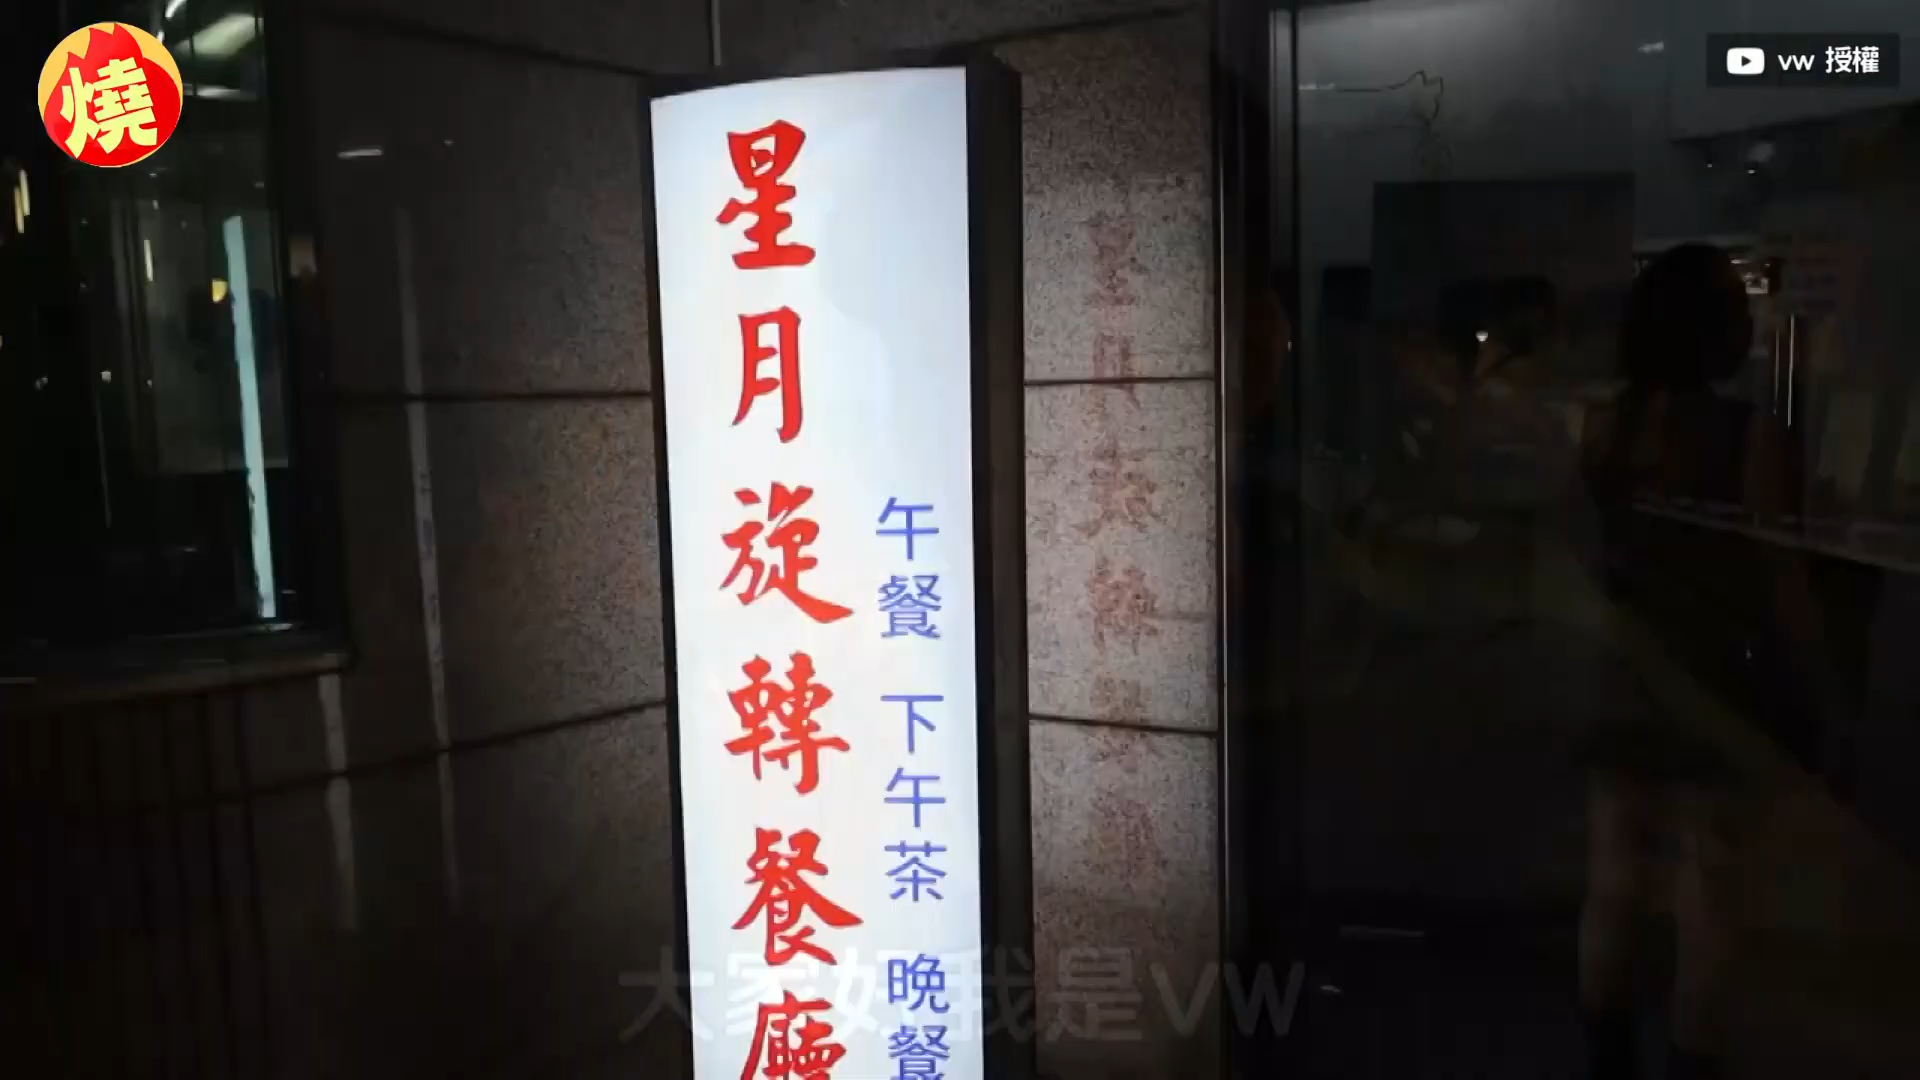 燒
vw 授權
星月旋轉餐廳
午餐 下午茶 晚餐
大家好我是VW